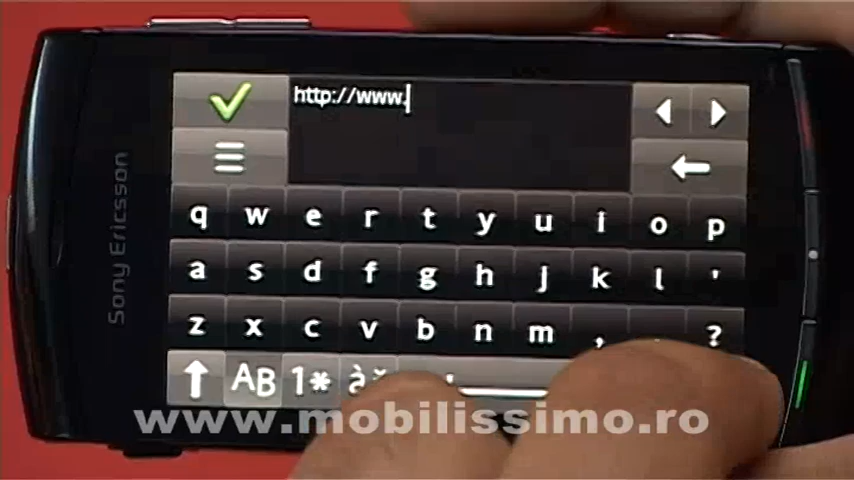 Sony Ericsson
http://www.
q w e r t y u i o p
a s d f g h j k l '
z x c v b n m , ?
AB 1*
www.mobilissimo.ro